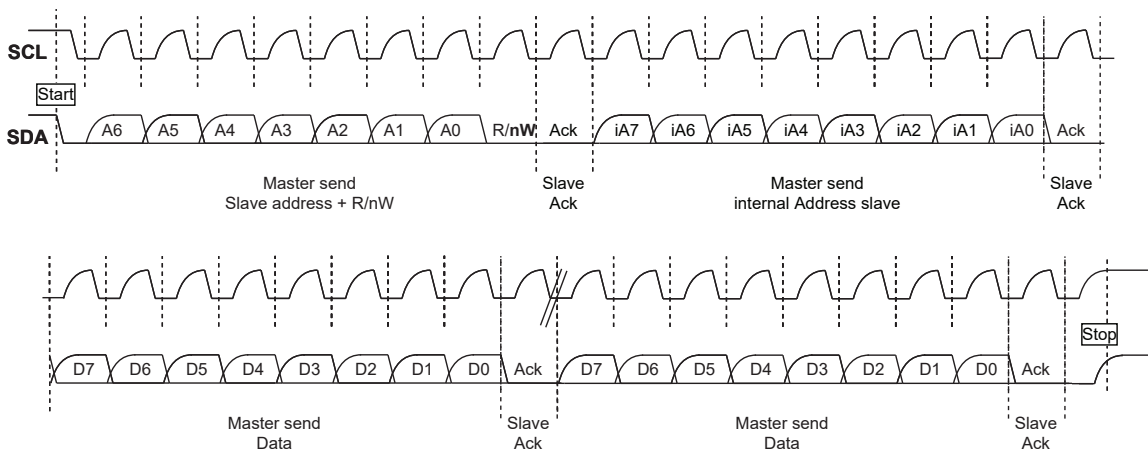 SCL
Start
SDA A6 A5 A4 A3 A2 A1 A0 R/nW Ack iA7 iA6 iA5 iA4 iA3 iA2 iA1 iA0 Ack
Master send
Slave address + R/nW
Slave
Ack
Master send
internal Address slave
Slave
Ack
Stop
D7 D6 D5 D4 D3 D2 D1 D0 Ack D7 D6 D5 D4 D3 D2 D1 D0 Ack
Master send
Data
Slave
Ack
Master send
Data
Slave
Ack